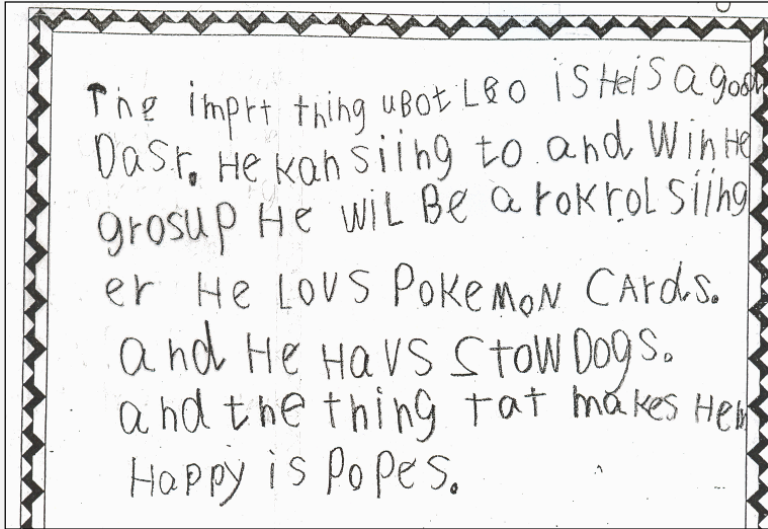 The imprt thing uBot LEO iS HeiS a good
DaSr. He kan siing to and Win He
grosup He WiL Be a rokrol Siing
er He LOVS POKeMoN CArds.
and He HaVS StoW DOgS.
and the thing tat makes Hem
Happy is PoPeS.